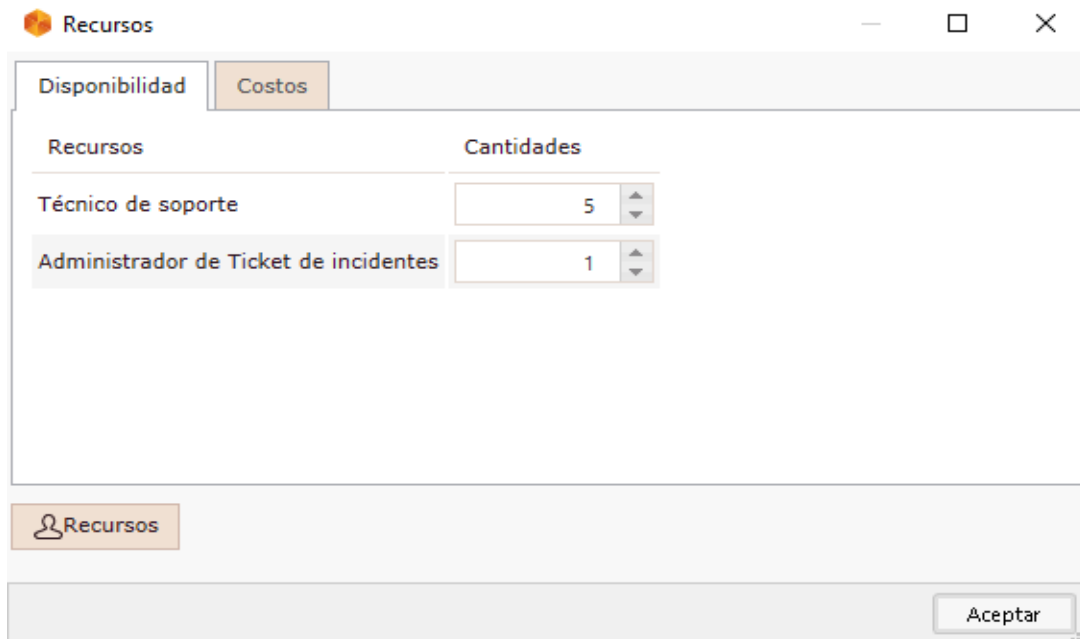 Recursos
Disponibilidad Costos
Recursos Cantidades
Técnico de soporte 5
Administrador de Ticket de incidentes 1
Recursos
Aceptar